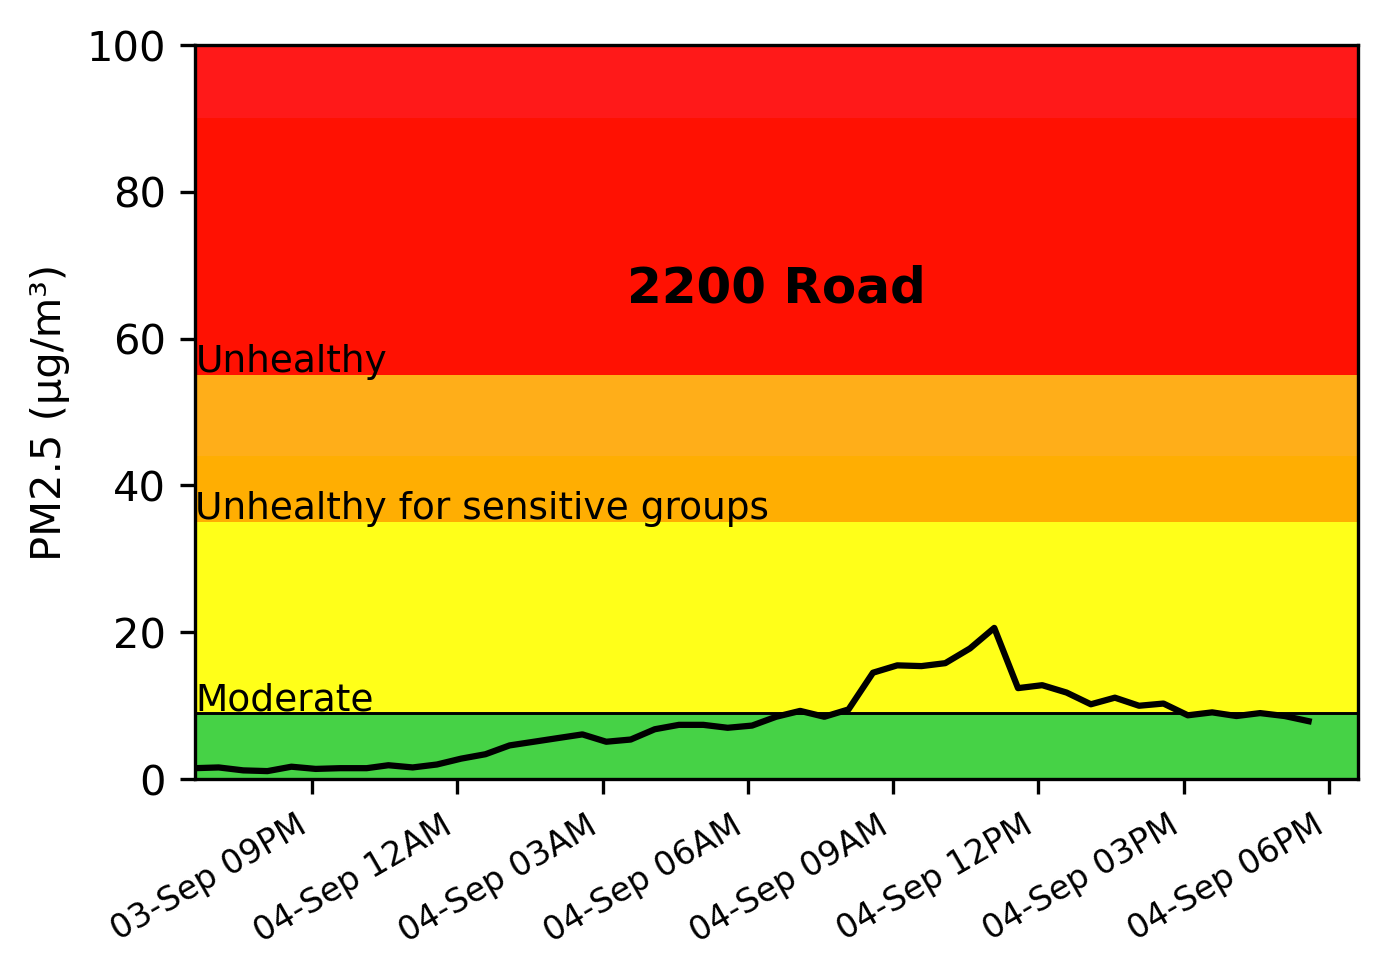 100
80
60
40
20
0
PM2.5 (µg/m³)
2200 Road
Unhealthy
Unhealthy for sensitive groups
Moderate
03-Sep 09PM
04-Sep 12AM
04-Sep 03AM
04-Sep 06AM
04-Sep 09AM
04-Sep 12PM
04-Sep 03PM
04-Sep 06PM